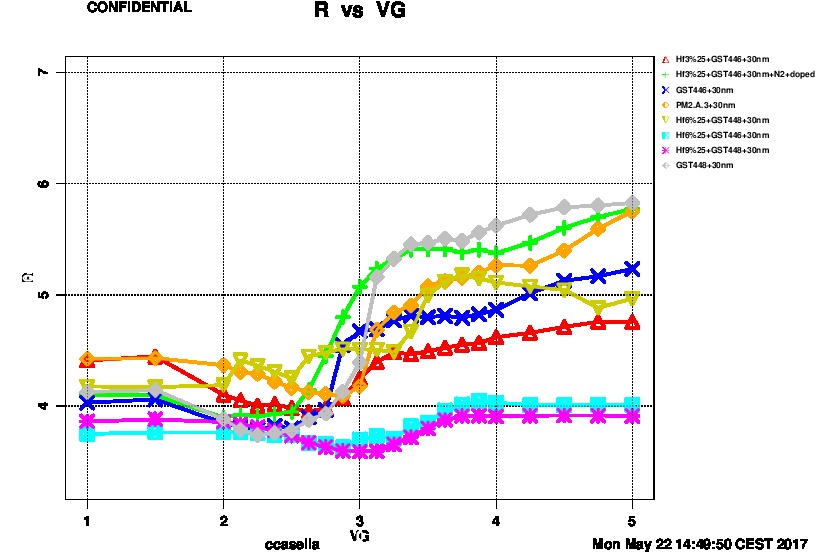 CONFIDENTIAL
R vs VG
Hf3%25+GST446+30nm
Hf3%25+GST446+30nm+N2+doped
GST446+30nm
PM2.A.3+30nm
Hf6%25+GST448+30nm
Hf6%25+GST446+30nm
Hf9%25+GST448+30nm
GST448+30nm
7
6
5
4
R
1 2 3 4 5
VG
ccasella
Mon May 22 14:49:50 CEST 2017